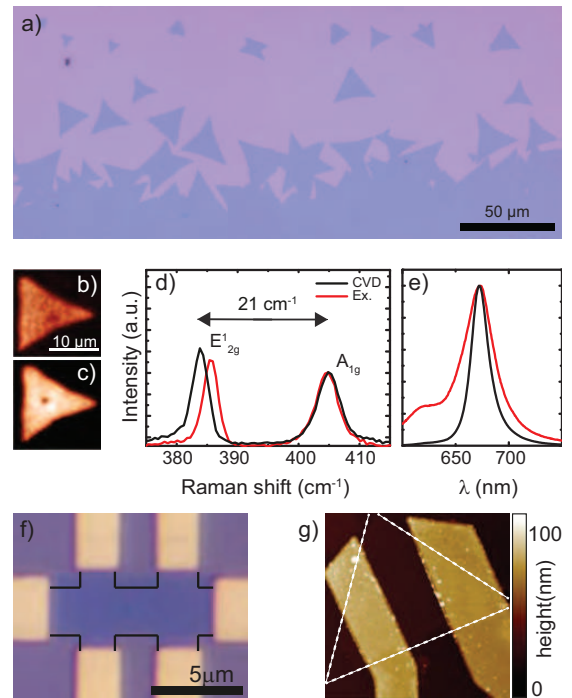 a)
50 μm
b)
10 μm
c)
d)
CVD
Ex.
21 cm⁻¹
E¹₂g
A₁g
Intensity (a.u.)
380 390 400 410
Raman shift (cm⁻¹)
e)
650 700
λ (nm)
f)
5μm
g)
100
height(nm)
0